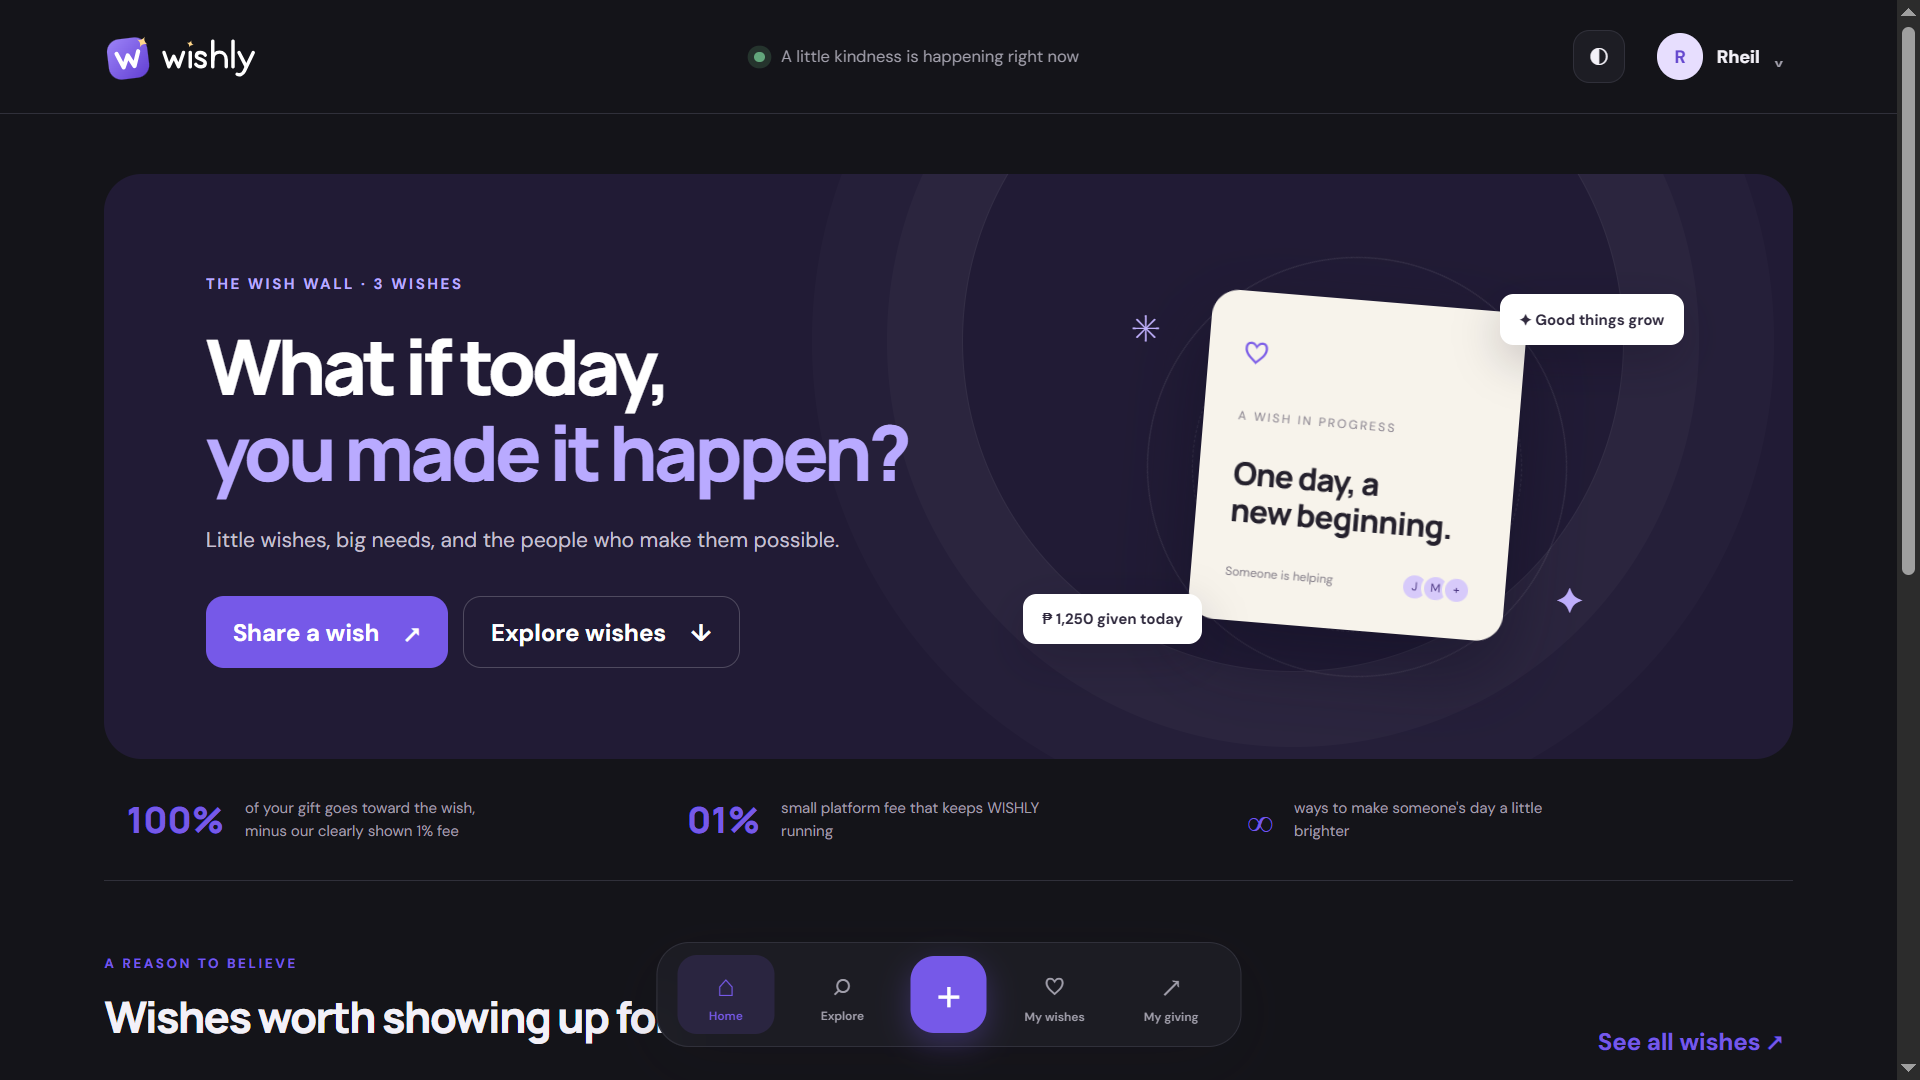 wishly
A little kindness is happening right now
R
Rheil
THE WISH WALL · 3 WISHES
What if today,
you made it happen?
Little wishes, big needs, and the people who make them possible.
Share a wish ↗
Explore wishes ↓
✦ Good things grow
A WISH IN PROGRESS
One day, a
new beginning.
Someone is helping
J M +
₱ 1,250 given today
100%
of your gift goes toward the wish,
minus our clearly shown 1% fee
01%
small platform fee that keeps WISHLY
running
∞
ways to make someone's day a little
brighter
A REASON TO BELIEVE
Wishes worth showing up for
See all wishes ↗
Home
Explore
+
My wishes
My giving